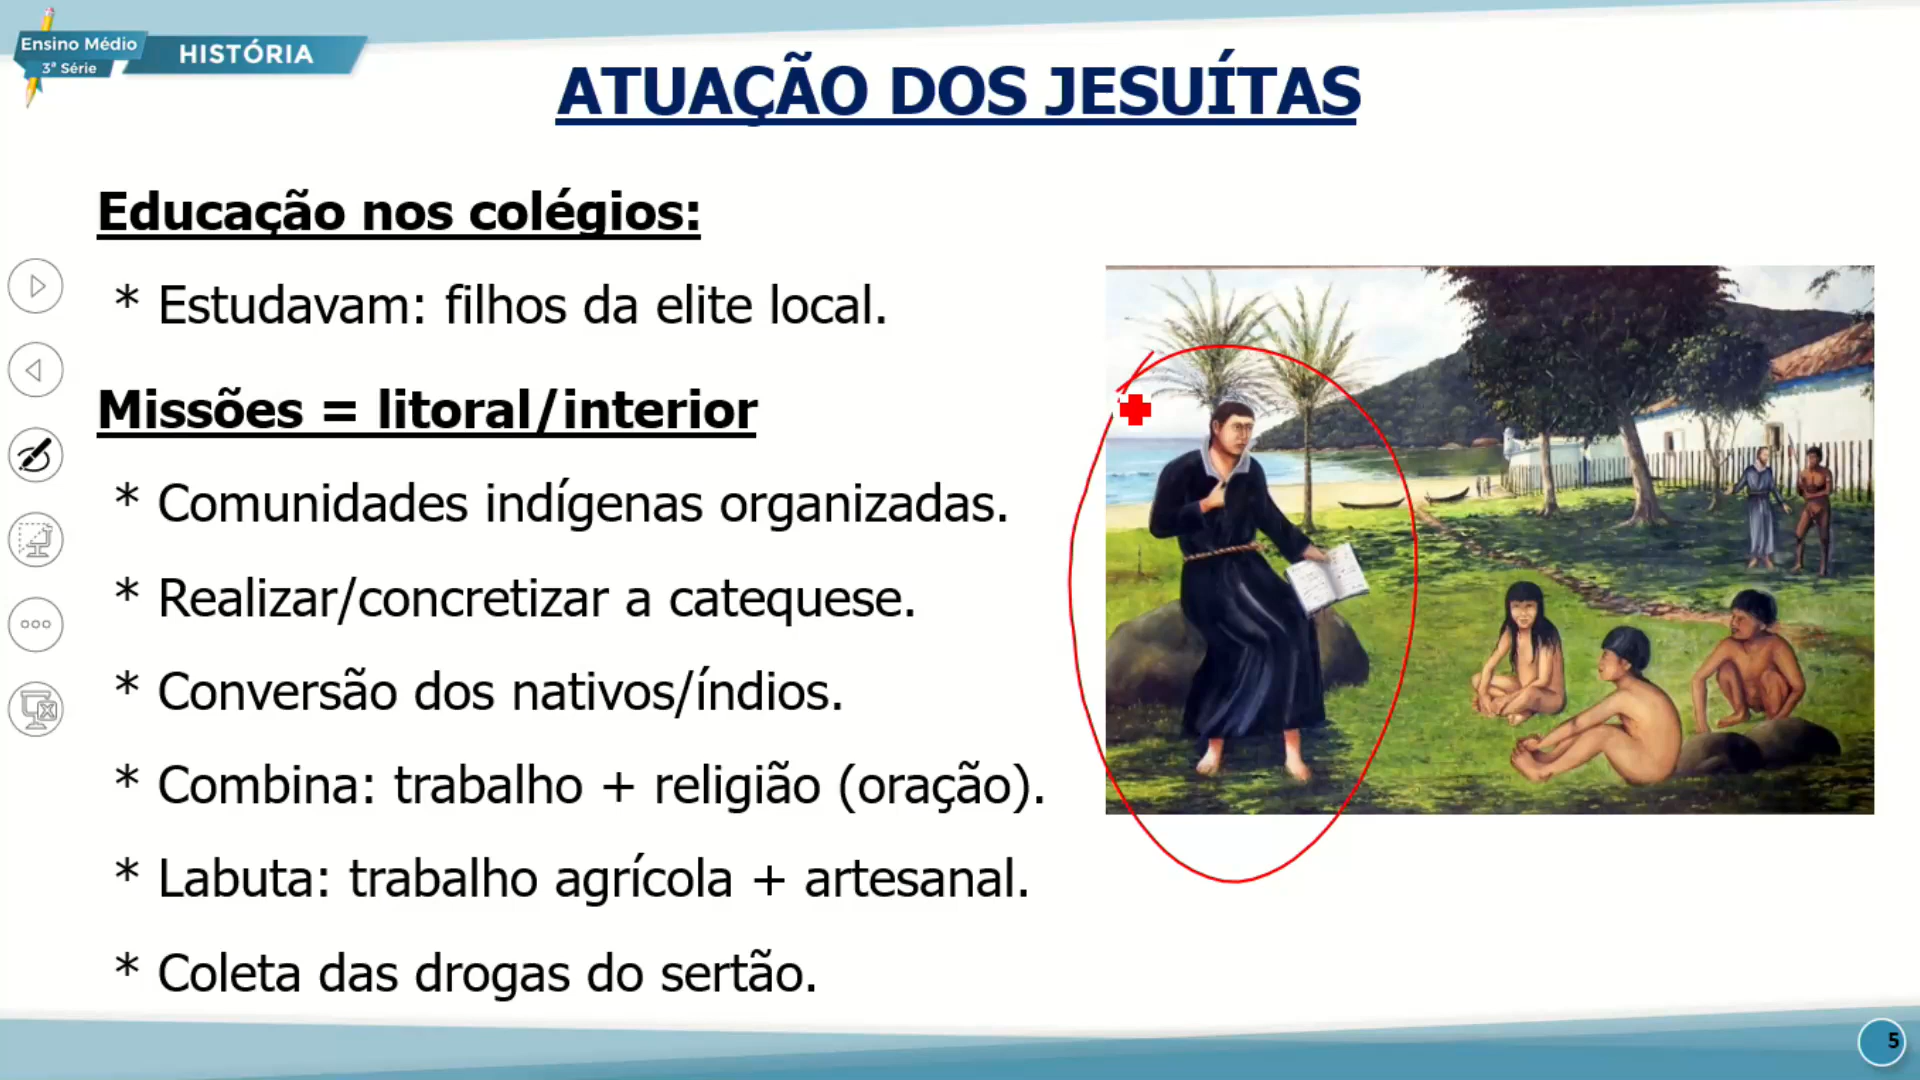 Ensino Médio
3ª Série
HISTÓRIA
ATUAÇÃO DOS JESUÍTAS
Educação nos colégios:
* Estudavam: filhos da elite local.
Missões = litoral/interior
* Comunidades indígenas organizadas.
* Realizar/concretizar a catequese.
* Conversão dos nativos/índios.
* Combina: trabalho + religião (oração).
* Labuta: trabalho agrícola + artesanal.
* Coleta das drogas do sertão.
5